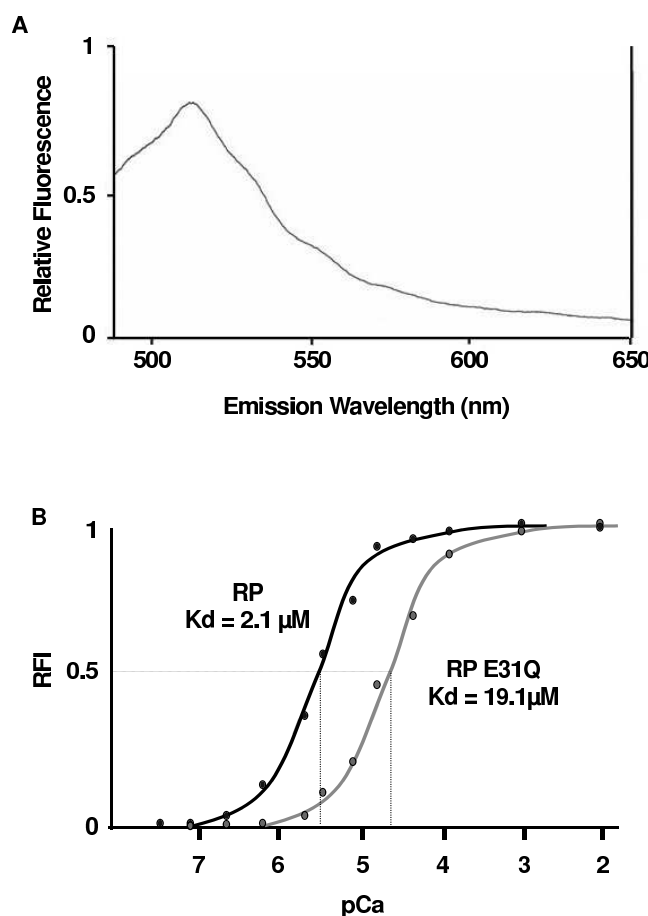 A
1
0.5
0
Relative Fluorescence
500 550 600 650
Emission Wavelength (nm)
B
1
0.5
0
RFI
RP
Kd = 2.1 µM
RP E31Q
Kd = 19.1µM
7 6 5 4 3 2
pCa